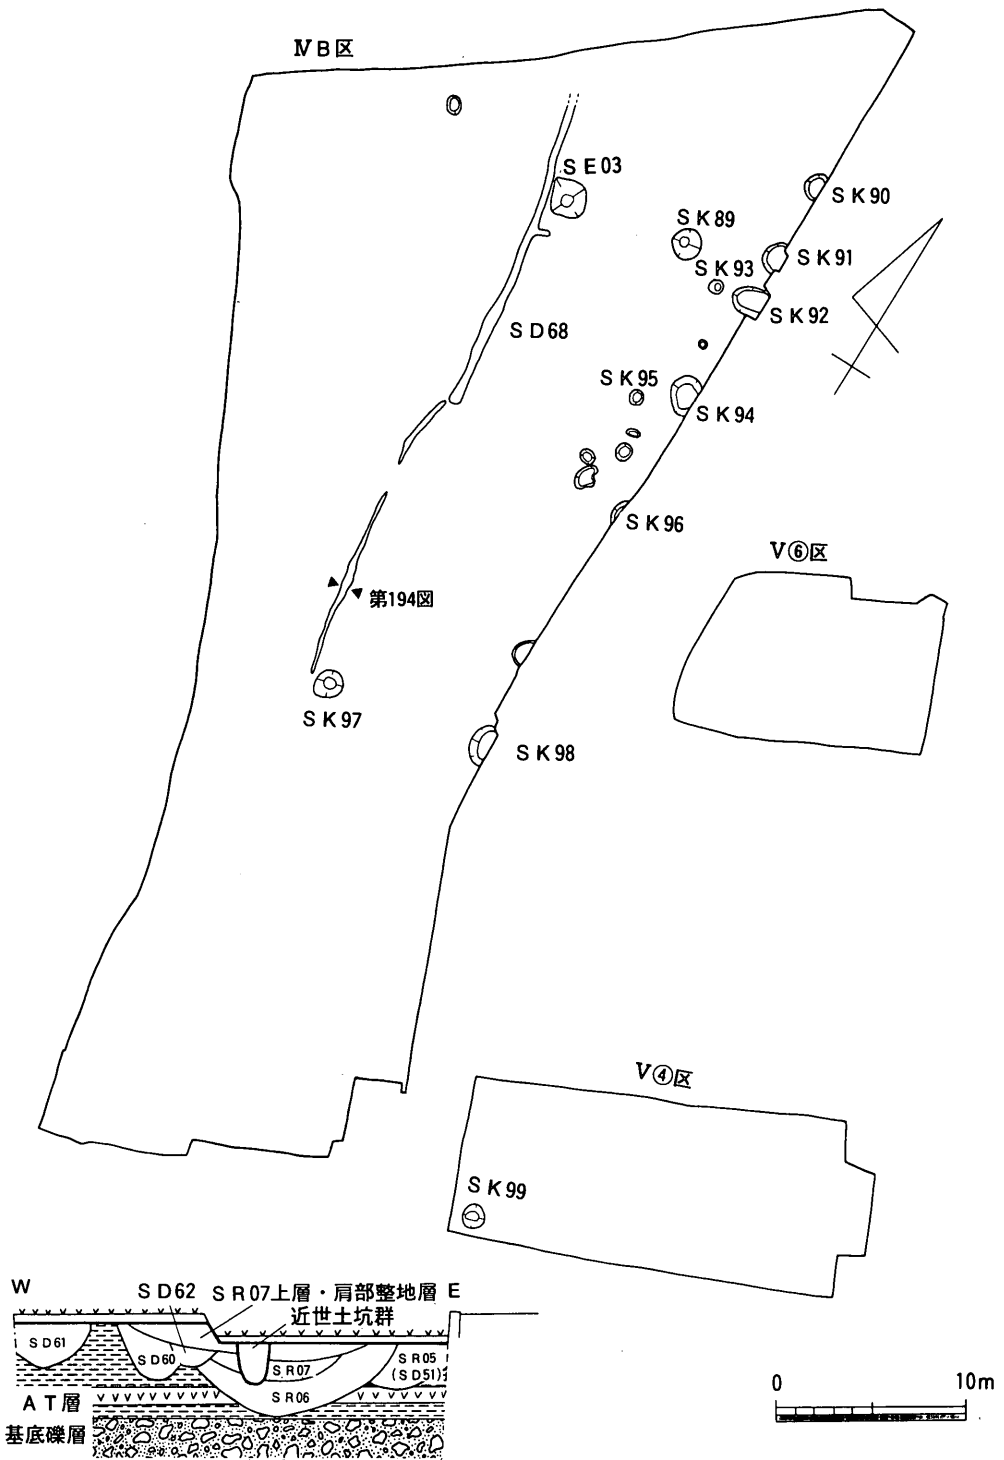 ⅣB区
SE03
SK90
SK89
SK91
SK93
SK92
SD68
SK95
SK94
SK96
V⑥区
第194図
SK97
SK98
V④区
SK99
W SD62 SR07上層・肩部整地層 E
近世土坑群
SD61
SD60
SR07
SR05
(SD51)
SR06
AT層
基底礫層
0 10m